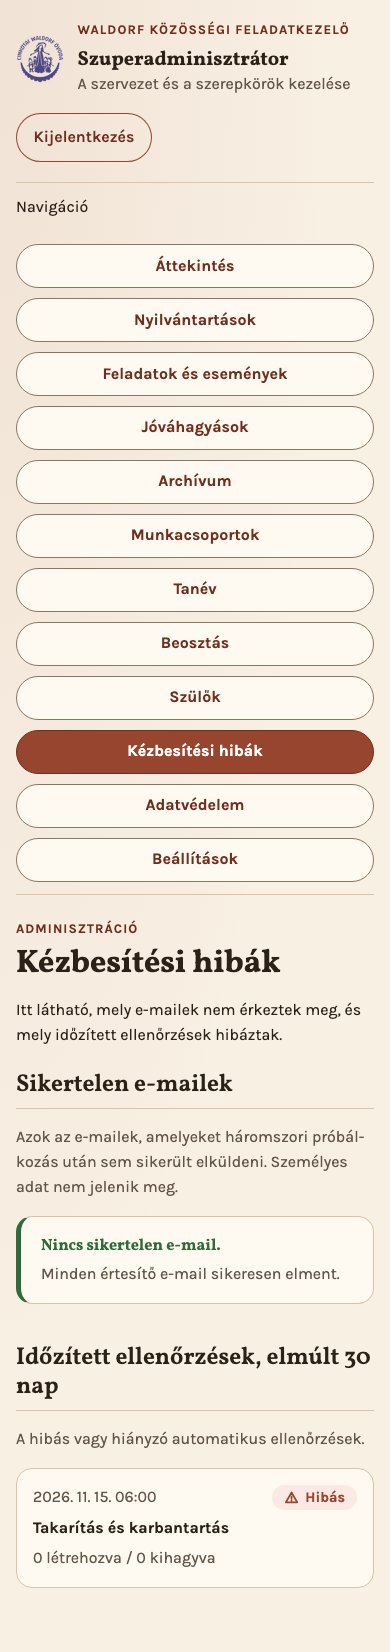 WALDORF KÖZÖSSÉGI FELADATKEZELŐ
Szuperadminisztrátor
A szervezet és a szerepkörök kezelése
Kijelentkezés
Navigáció
Áttekintés
Nyilvántartások
Feladatok és események
Jóváhagyások
Archívum
Munkacsoportok
Tanév
Beosztás
Szülők
Kézbesítési hibák
Adatvédelem
Beállítások
ADMINISZTRÁCIÓ
Kézbesítési hibák
Itt látható, mely e-mailek nem érkeztek meg, és
mely időzített ellenőrzések hibáztak.
Sikertelen e-mailek
Azok az e-mailek, amelyeket háromszori próbál-
kozás után sem sikerült elküldeni. Személyes
adat nem jelenik meg.
Nincs sikertelen e-mail.
Minden értesítő e-mail sikeresen elment.
Időzített ellenőrzések, elmúlt 30
nap
A hibás vagy hiányzó automatikus ellenőrzések.
2026. 11. 15. 06:00
Hibás
Takarítás és karbantartás
0 létrehozva / 0 kihagyva